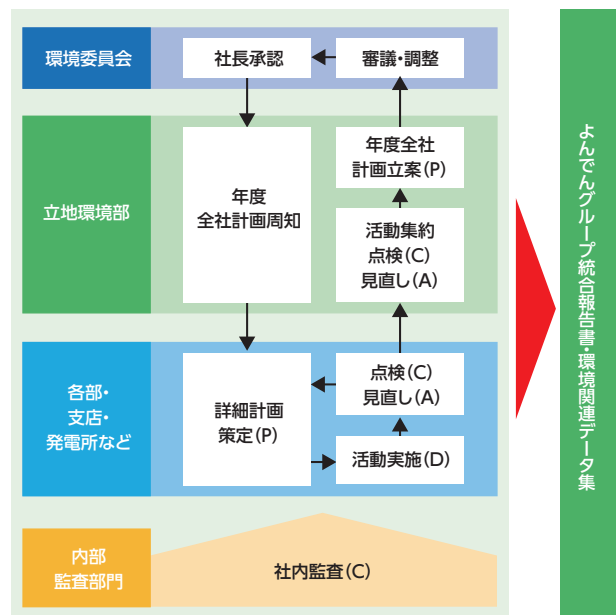 環境委員会
社長承認
審議・調整
立地環境部
年度
全社計画周知
年度全社
計画立案(P)
活動集約
点検(C)
見直し(A)
各部・
支店・
発電所など
詳細計画
策定(P)
点検(C)
見直し(A)
活動実施(D)
内部
監査部門
社内監査(C)
よんでんグループ統合報告書・環境関連データ集